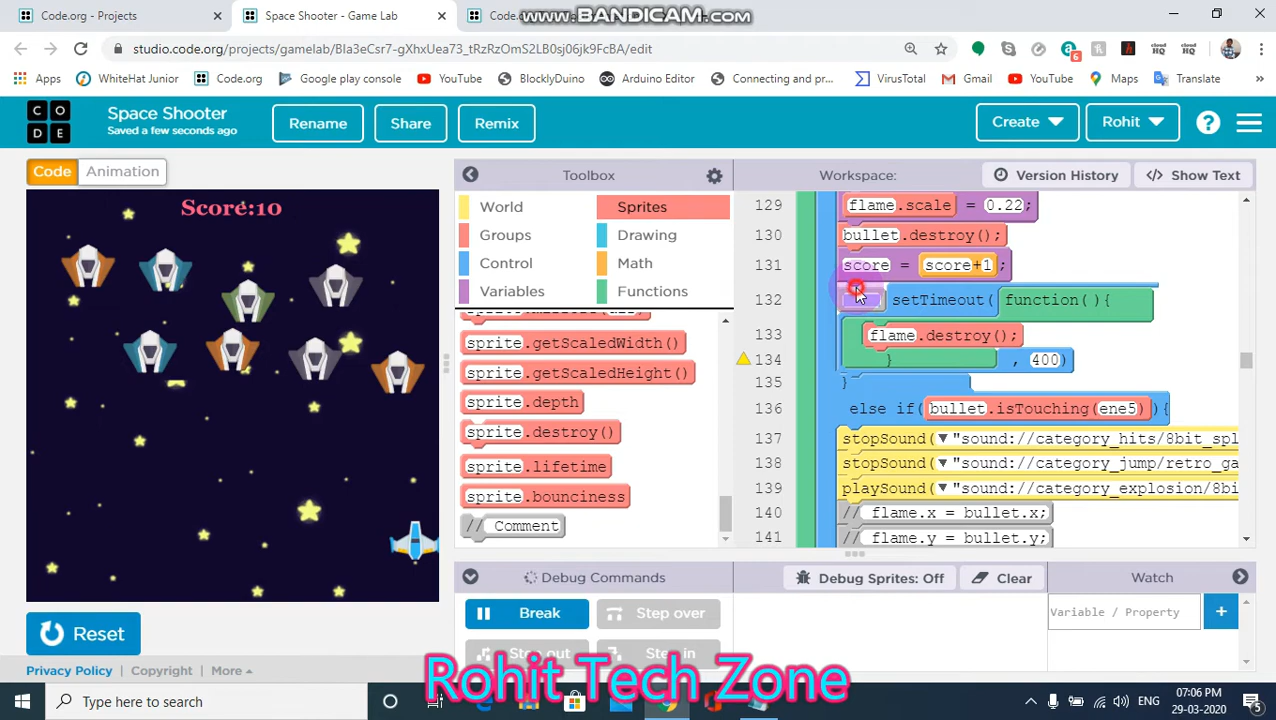 Code.org - Projects
Space Shooter - Game Lab
Code.
www.BANDICAM.com
studio.code.org/projects/gamelab/BIa3eCsr7-gXhxUea73_tRzRzOmS2LB0sj06jk9FcBA/edit
Apps
WhiteHat Junior
Code.org
Google play console
YouTube
BlocklyDuino
Arduino Editor
Connecting and pr...
VirusTotal
Gmail
YouTube
Maps
Translate
CODE
Space Shooter
Saved a few seconds ago
Rename
Share
Remix
Create
Rohit
Code
Animation
Toolbox
Workspace:
Version History
</> Show Text
Score:10
World
Sprites
Groups
Drawing
Control
Math
Variables
Functions
sprite.getScaledWidth()
sprite.getScaledHeight()
sprite.depth
sprite.destroy()
sprite.lifetime
sprite.bounciness
// Comment
129 flame.scale = 0.22;
130 bullet.destroy();
131 score = score+1;
132 setTimeout( function(){
133 flame.destroy();
134 } , 400)
135 }
136 else if( bullet.isTouching(ene5) ){
137 stopSound( "sound://category_hits/8bit_spl
138 stopSound( "sound://category_jump/retro_ga
139 playSound( "sound://category_explosion/8bi
140 // flame.x = bullet.x;
141 // flame.y = bullet.y;
Debug Commands
Debug Sprites: Off
Clear
Watch
Break
Step over
Step out
Step in
Variable / Property
Reset
Privacy Policy
Copyright
More
Rohit Tech Zone
Type here to search
ENG
07:06 PM
29-03-2020
5